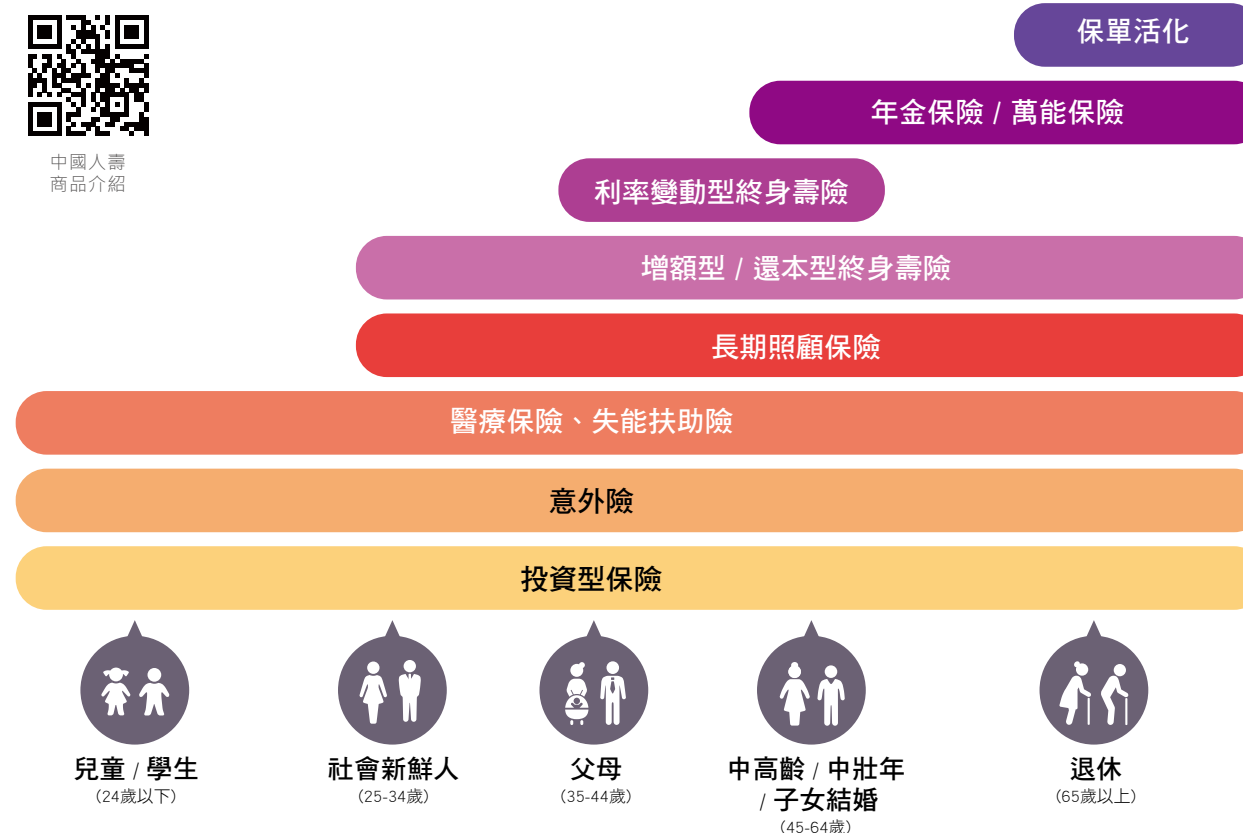 中國人壽
商品介紹
保單活化
年金保險 / 萬能保險
利率變動型終身壽險
增額型 / 還本型終身壽險
長期照顧保險
醫療保險、失能扶助險
意外險
投資型保險
兒童 / 學生
(24歲以下)
社會新鮮人
(25-34歲)
父母
(35-44歲)
中高齡 / 中壯年
/ 子女結婚
(45-64歲)
退休
(65歲以上)